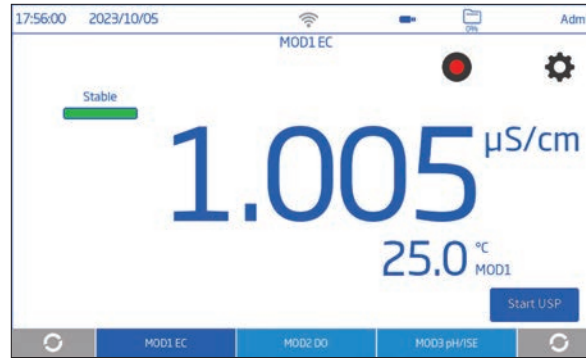 17:56:00 2023/10/05 0% Adm
MOD1 EC
Stable
1.005 µS/cm
25.0 °C
MOD1
Start USP
MOD1 EC MOD2 DO MOD3 pH/ISE